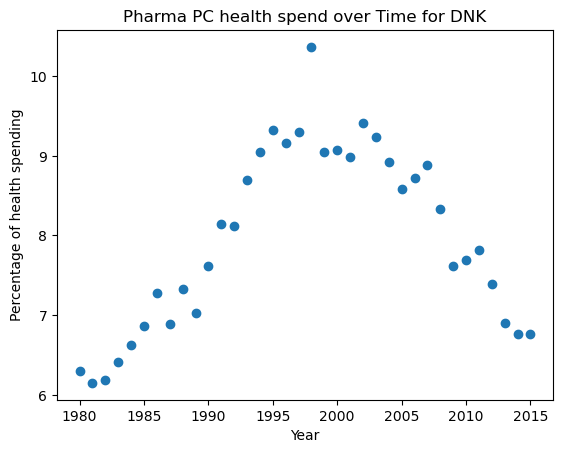 Pharma PC health spend over Time for DNK
Percentage of health spending
10
9
8
7
6
1980 1985 1990 1995 2000 2005 2010 2015
Year